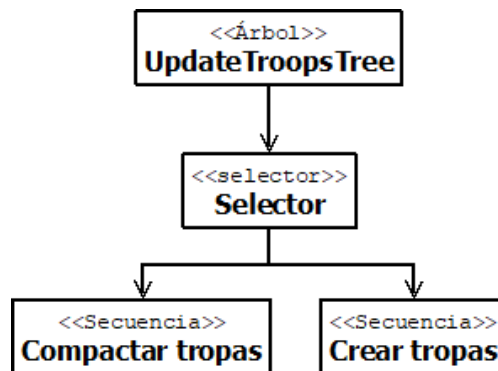 <<Árbol>>
UpdateTroopsTree
<<selector>>
Selector
<<Secuencia>>
Compactar tropas
<<Secuencia>>
Crear tropas